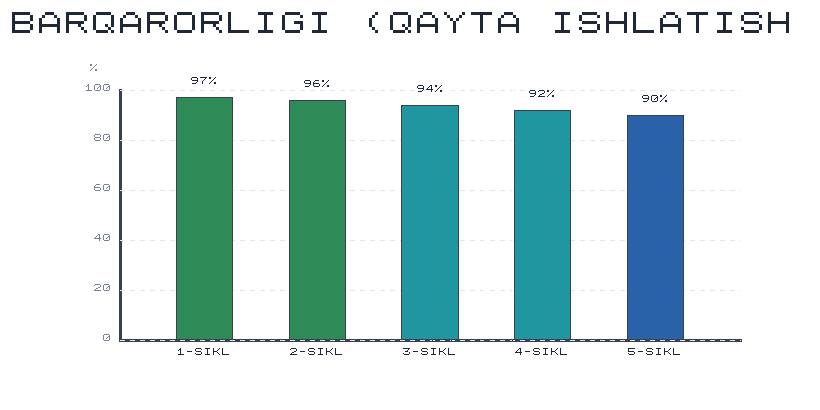 BARQARORLIGI (QAYTA ISHLATISH
%
97%
96%
94%
92%
90%
100
80
60
40
20
0
1-SIKL
2-SIKL
3-SIKL
4-SIKL
5-SIKL